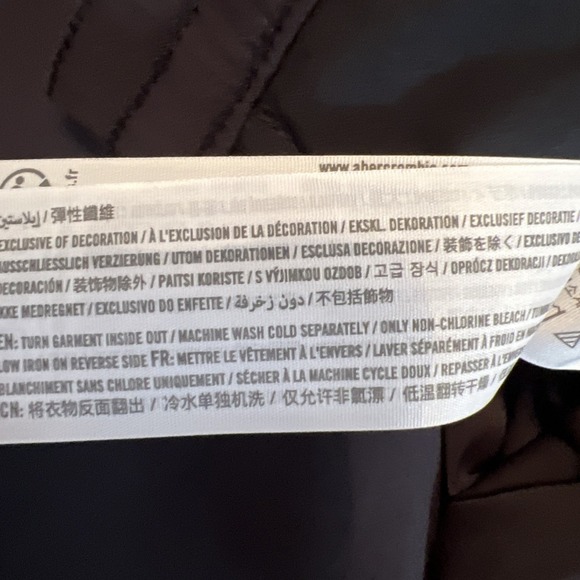 www.abercrombie
.fr
/ 彈性纖維
EXCLUSIVE OF DECORATION / À L'EXCLUSION DE LA DÉCORATION / EKSKL. DEKORATION / EXCLUSIEF DECORATIE /
AUSSCHLIESSLICH VERZIERUNG / UTOM DEKORATIONEN / ESCLUSA DECORAZIONE / 装飾を除く / EXCLUSIVO DE
DECORACIÓN / 装饰物除外 / PAITSI KORISTE / S VÝJIMKOU OZDOB / 고급 장식 / OPRÓCZ DEKORACJI /
IKKE MEDREGNET / EXCLUSIVO DO ENFEITE / دون زخرفة / 不包括飾物
EN: TURN GARMENT INSIDE OUT / MACHINE WASH COLD SEPARATELY / ONLY NON-CHLORINE BLEACH /
LOW IRON ON REVERSE SIDE FR: METTRE LE VÊTEMENT À L'ENVERS / LAVER SÉPARÉMENT À FROID EN
BLANCHIMENT SANS CHLORE UNIQUEMENT / SÉCHER À LA MACHINE CYCLE DOUX / REPASSER À L'ENVERS
CN: 将衣物反面翻出 / 冷水单独机洗 / 仅允许非氯漂 / 低温翻转干燥 /